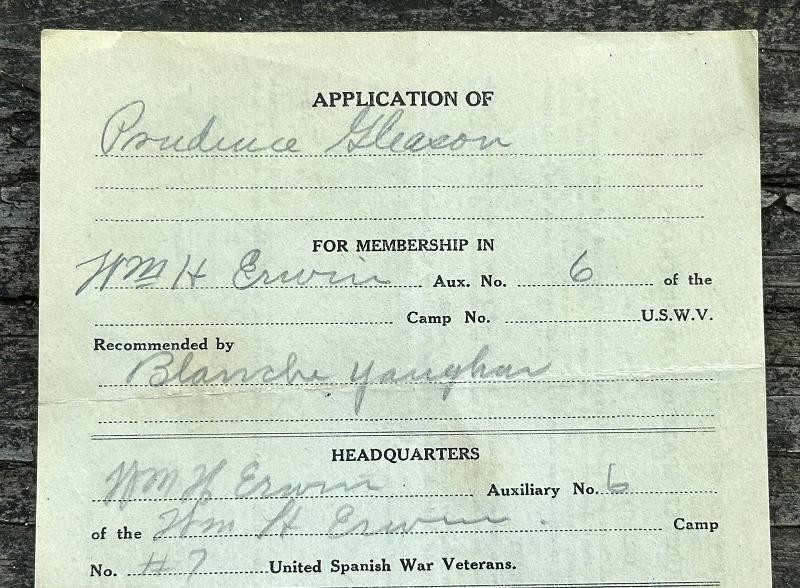 APPLICATION OF
Prudence Gleason
FOR MEMBERSHIP IN
Wm H Erwin Aux. No. 6 of the
Camp No. U.S.W.V.
Recommended by
Blanche Yaughan
HEADQUARTERS
Wm H Erwin Auxiliary No. 6
of the Wm H Erwin Camp
No. #7 United Spanish War Veterans.